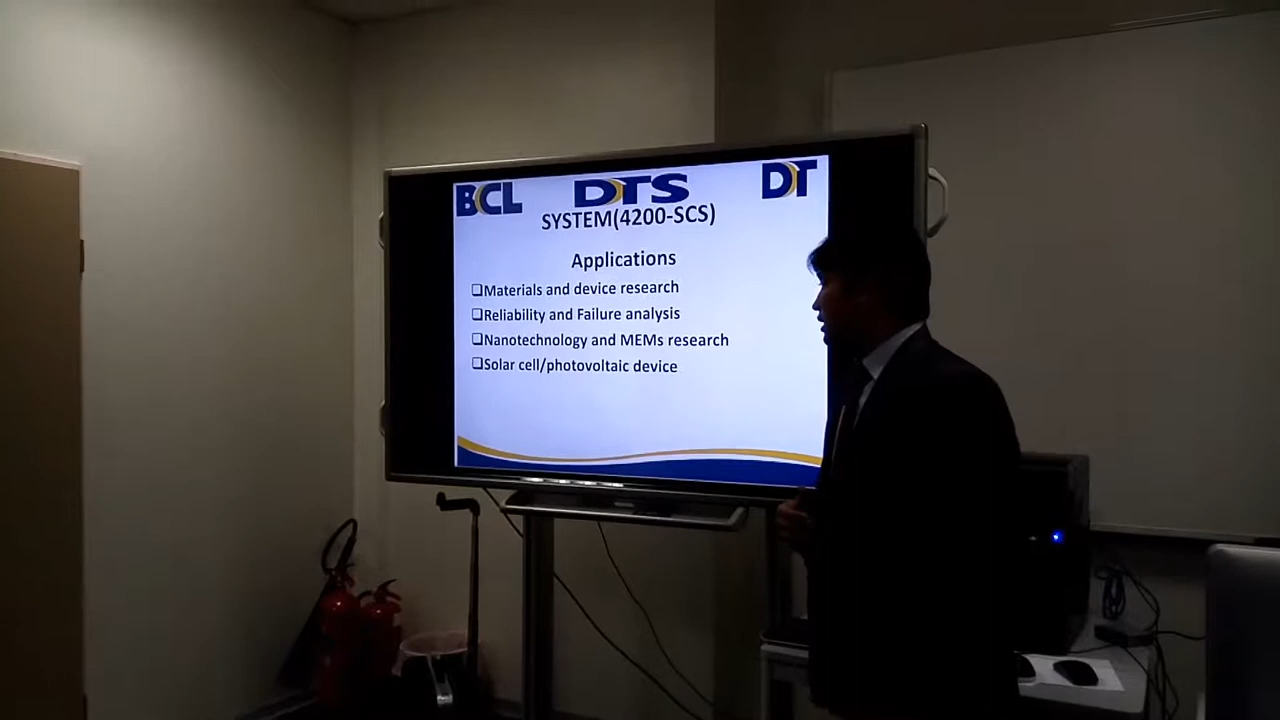 BCL DTS DT
SYSTEM(4200-SCS)
Applications
❑Materials and device research
❑Reliability and Failure analysis
❑Nanotechnology and MEMs research
❑Solar cell/photovoltaic device